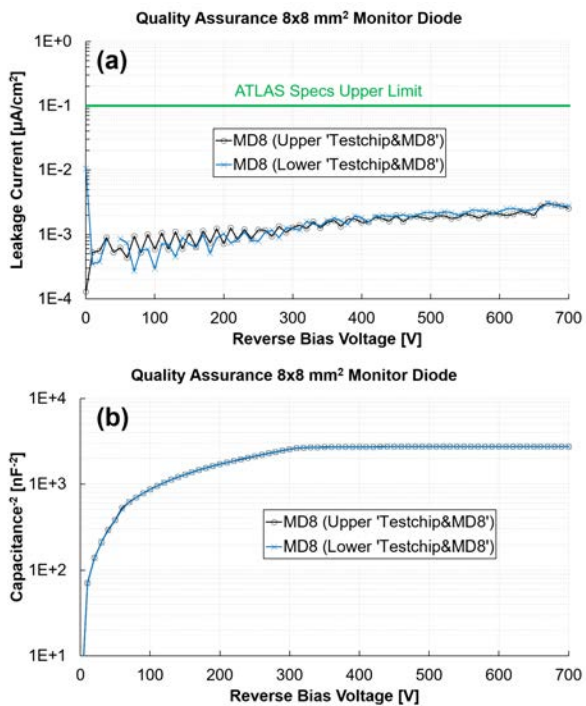 Quality Assurance 8x8 mm² Monitor Diode
(a)
ATLAS Specs Upper Limit
MD8 (Upper 'Testchip&MD8')
MD8 (Lower 'Testchip&MD8')
Leakage Current [µA/cm²]
1E+0
1E-1
1E-2
1E-3
1E-4
0 100 200 300 400 500 600 700
Reverse Bias Voltage [V]
Quality Assurance 8x8 mm² Monitor Diode
(b)
MD8 (Upper 'Testchip&MD8')
MD8 (Lower 'Testchip&MD8')
Capacitance⁻² [nF⁻²]
1E+4
1E+3
1E+2
1E+1
0 100 200 300 400 500 600 700
Reverse Bias Voltage [V]